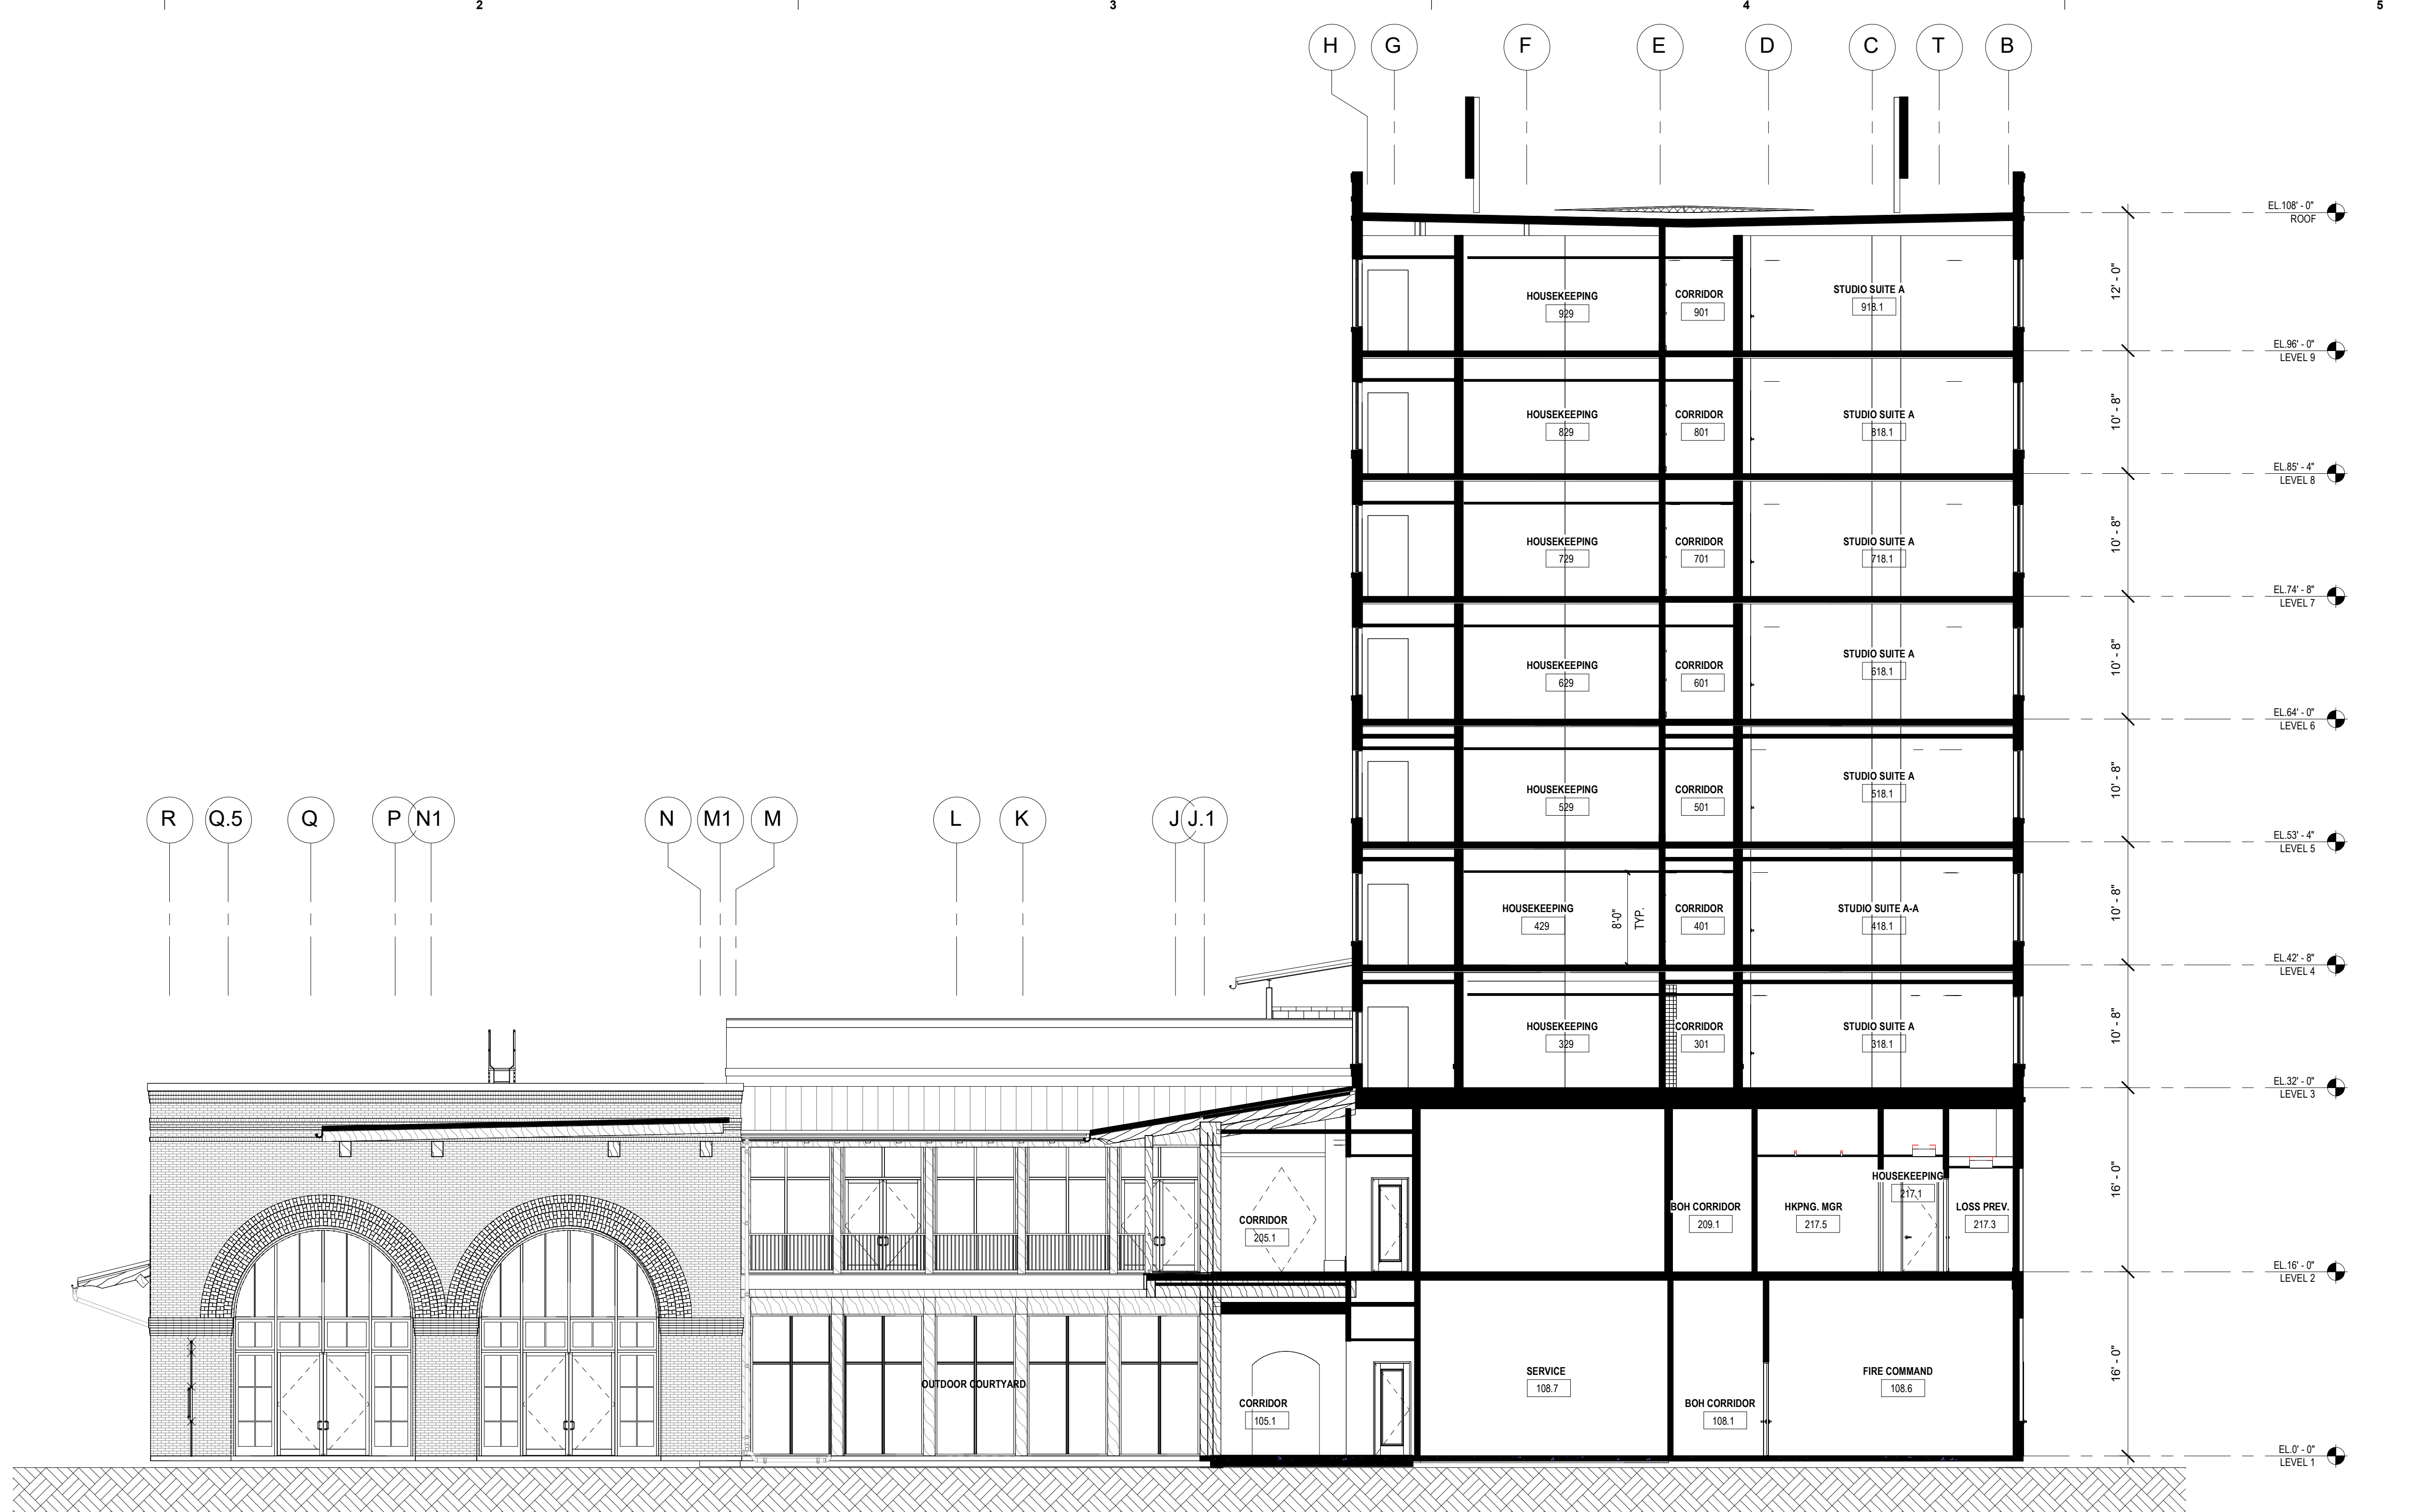 2 3 4 5
H G F E D C T B
EL.108' - 0"
ROOF
12' - 0"
HOUSEKEEPING
929
CORRIDOR
901
STUDIO SUITE A
918.1
EL.96' - 0"
LEVEL 9
10' - 8"
HOUSEKEEPING
829
CORRIDOR
801
STUDIO SUITE A
818.1
EL.85' - 4"
LEVEL 8
10' - 8"
HOUSEKEEPING
729
CORRIDOR
701
STUDIO SUITE A
718.1
EL.74' - 8"
LEVEL 7
10' - 8"
HOUSEKEEPING
629
CORRIDOR
601
STUDIO SUITE A
618.1
EL.64' - 0"
LEVEL 6
10' - 8"
HOUSEKEEPING
529
CORRIDOR
501
STUDIO SUITE A
518.1
R Q.5 Q P N1 N M1 M L K J J.1
EL.53' - 4"
LEVEL 5
10' - 8"
HOUSEKEEPING
429
8'-0"
TYP.
CORRIDOR
401
STUDIO SUITE A-A
418.1
EL.42' - 8"
LEVEL 4
10' - 8"
HOUSEKEEPING
329
CORRIDOR
301
STUDIO SUITE A
318.1
EL.32' - 0"
LEVEL 3
16' - 0"
CORRIDOR
205.1
BOH CORRIDOR
209.1
HKPNG. MGR
217.5
HOUSEKEEPING
217.1
LOSS PREV.
217.3
EL.16' - 0"
LEVEL 2
16' - 0"
OUTDOOR COURTYARD
CORRIDOR
105.1
SERVICE
108.7
BOH CORRIDOR
108.1
FIRE COMMAND
108.6
EL.0' - 0"
LEVEL 1